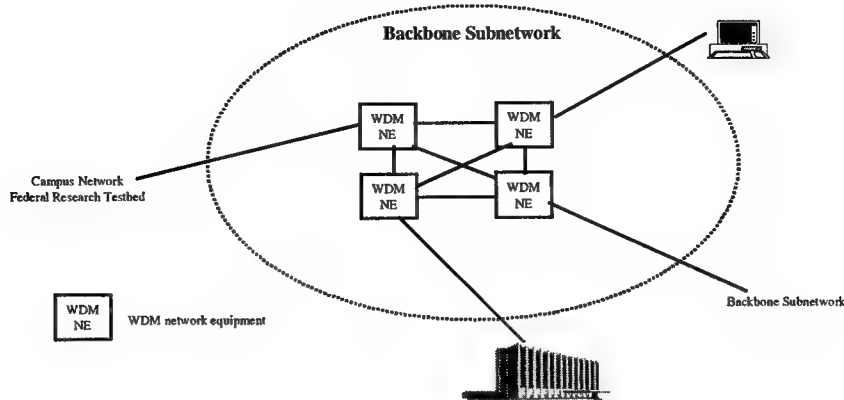 Backbone Subnetwork
WDM
NE
WDM
NE
WDM
NE
WDM
NE
Campus Network
Federal Research Testbed
Backbone Subnetwork
WDM
NE
WDM network equipment